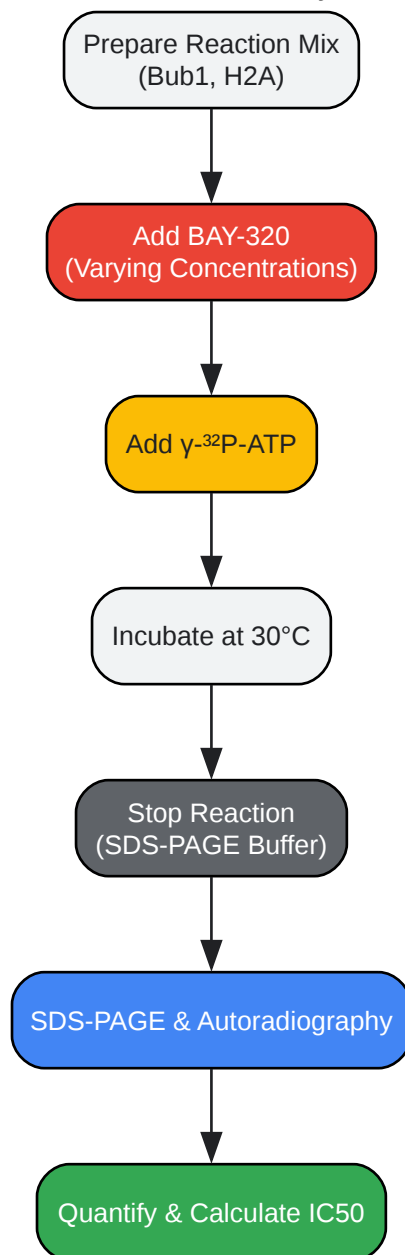 Prepare Reaction Mix
(Bub1, H2A)
Add BAY-320
(Varying Concentrations)
Add γ-³²P-ATP
Incubate at 30°C
Stop Reaction
(SDS-PAGE Buffer)
SDS-PAGE & Autoradiography
Quantify & Calculate IC50